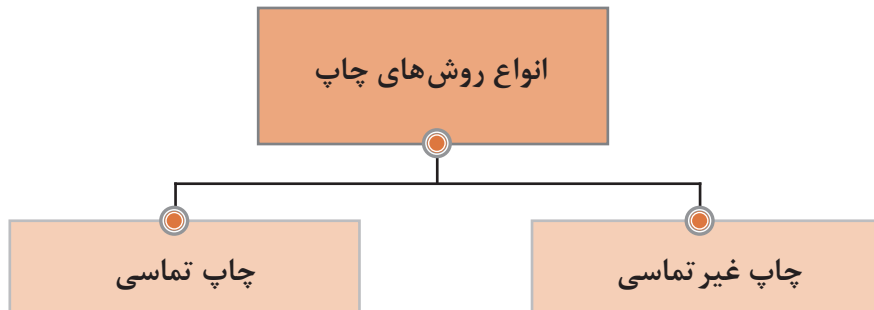 انواع روش‌های چاپ
چاپ غیر تماسی
چاپ تماسی